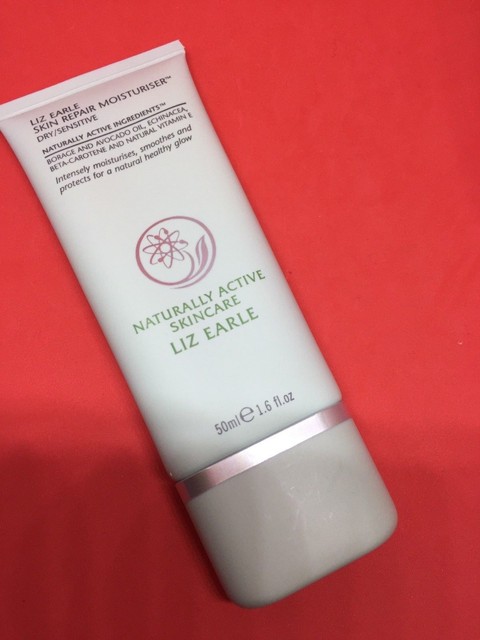 LIZ EARLE
SKIN REPAIR MOISTURISER™
DRY/SENSITIVE
NATURALLY ACTIVE INGREDIENTS™
BORAGE AND AVOCADO OIL, ECHINACEA,
BETA-CAROTENE AND NATURAL VITAMIN E
Intensely moisturises, smoothes and
protects for a natural healthy glow
NATURALLY ACTIVE
SKINCARE
LIZ EARLE
50ml e 1.6 fl.oz